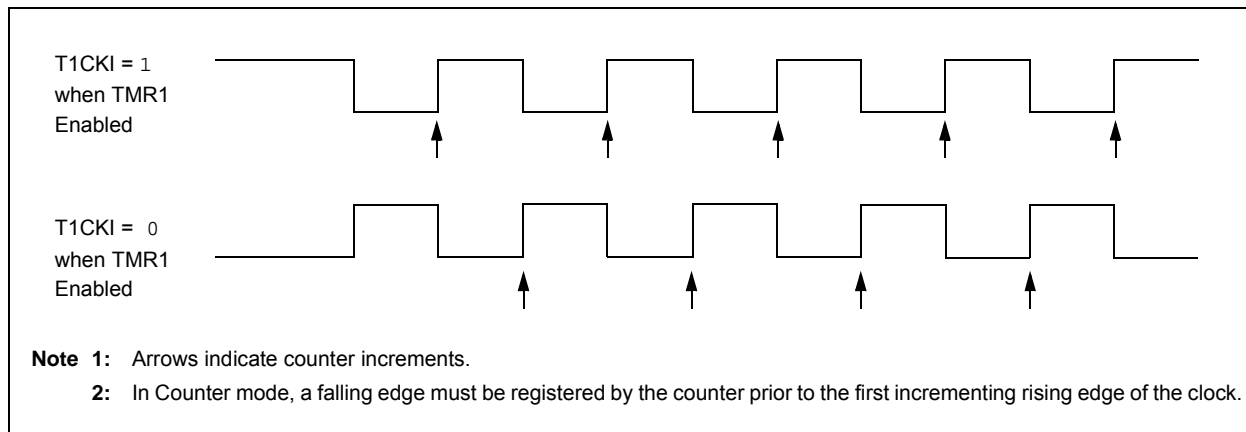 T1CKI = 1
when TMR1
Enabled
T1CKI = 0
when TMR1
Enabled
Note 1: Arrows indicate counter increments.
2: In Counter mode, a falling edge must be registered by the counter prior to the first incrementing rising edge of the clock.